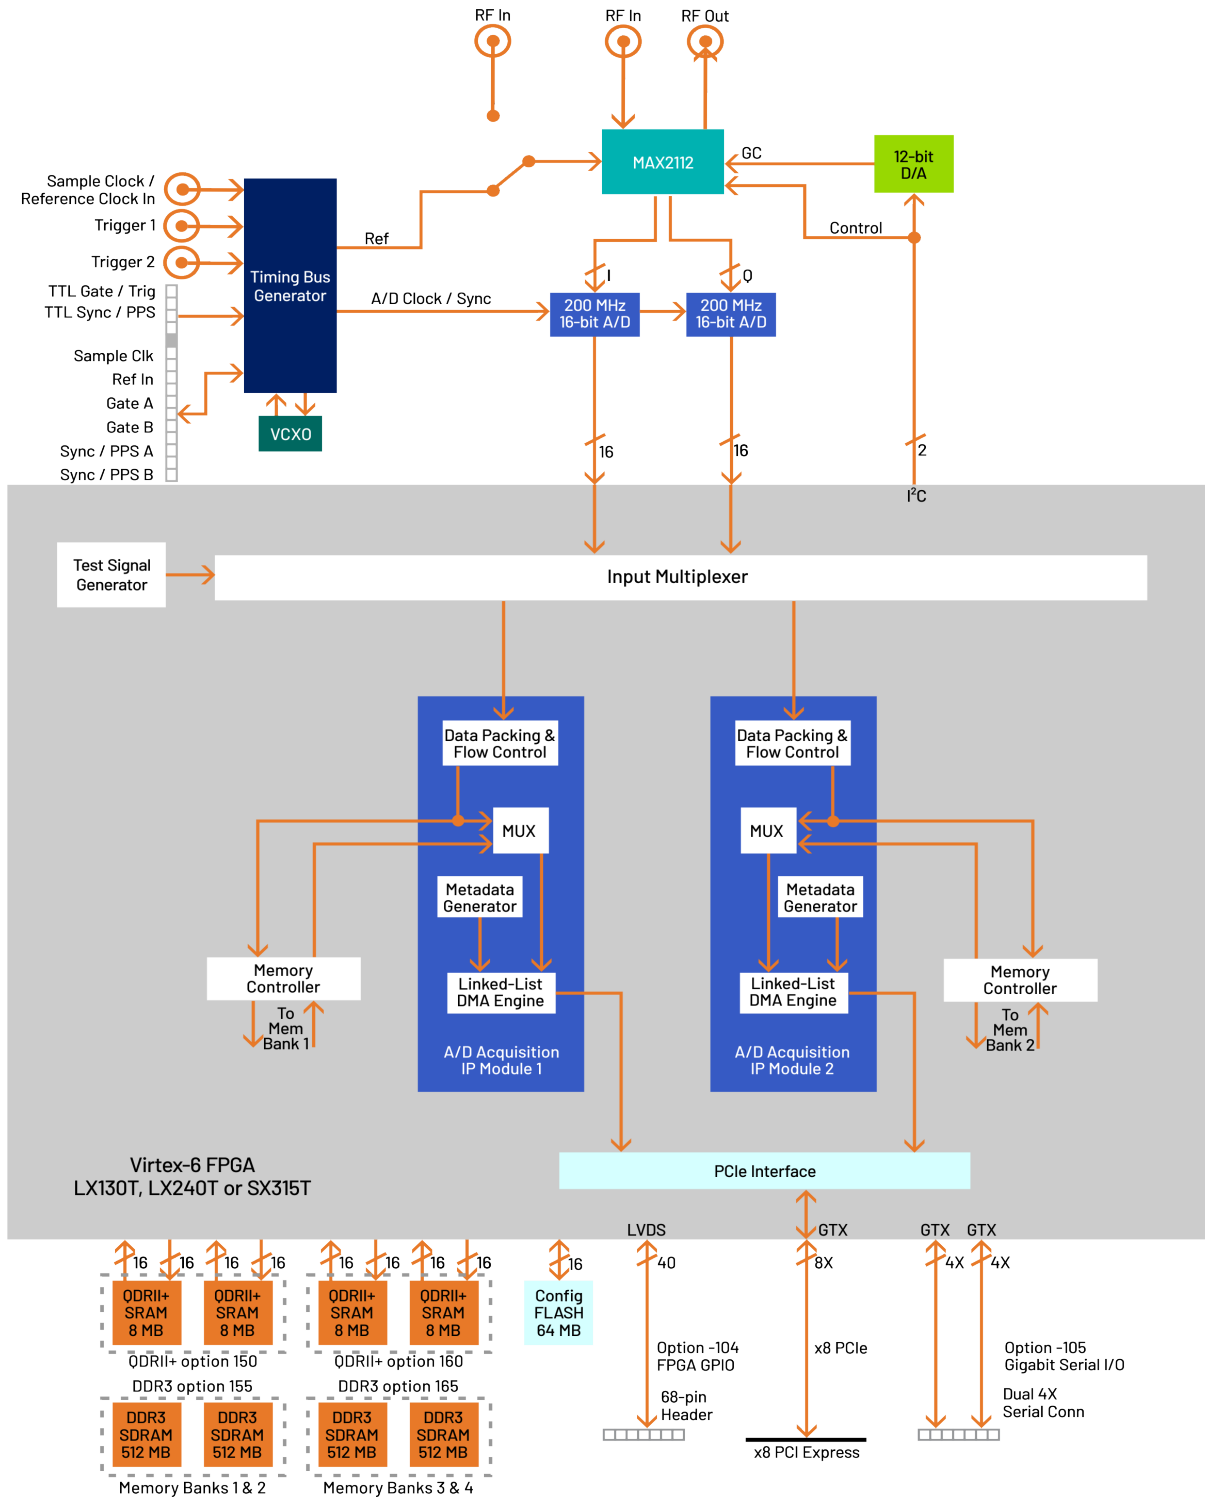 RF In
RF In
RF Out
MAX2112
GC
12-bit
D/A
Sample Clock /
Reference Clock In
Trigger 1
Trigger 2
TTL Gate / Trig
TTL Sync / PPS
Sample Clk
Ref In
Gate A
Gate B
Sync / PPS A
Sync / PPS B
Timing Bus
Generator
VCXO
Ref
A/D Clock / Sync
Control
I
Q
200 MHz
16-bit A/D
200 MHz
16-bit A/D
16
16
2
I²C
Test Signal
Generator
Input Multiplexer
Data Packing &
Flow Control
MUX
Metadata
Generator
Linked-List
DMA Engine
A/D Acquisition
IP Module 1
Data Packing &
Flow Control
MUX
Metadata
Generator
Linked-List
DMA Engine
A/D Acquisition
IP Module 2
Memory
Controller
To
Mem
Bank 1
Memory
Controller
To
Mem
Bank 2
Virtex-6 FPGA
LX130T, LX240T or SX315T
PCIe Interface
LVDS
GTX
GTX
GTX
16
16
16
16
16
16
16
16
16
40
8X
4X
4X
QDRII+
SRAM
8 MB
QDRII+
SRAM
8 MB
QDRII+
SRAM
8 MB
QDRII+
SRAM
8 MB
Config
FLASH
64 MB
QDRII+ option 150
QDRII+ option 160
DDR3 option 155
DDR3 option 165
DDR3
SDRAM
512 MB
DDR3
SDRAM
512 MB
DDR3
SDRAM
512 MB
DDR3
SDRAM
512 MB
Memory Banks 1 & 2
Memory Banks 3 & 4
Option -104
FPGA GPIO
68-pin
Header
x8 PCIe
x8 PCI Express
Option -105
Gigabit Serial I/O
Dual 4X
Serial Conn